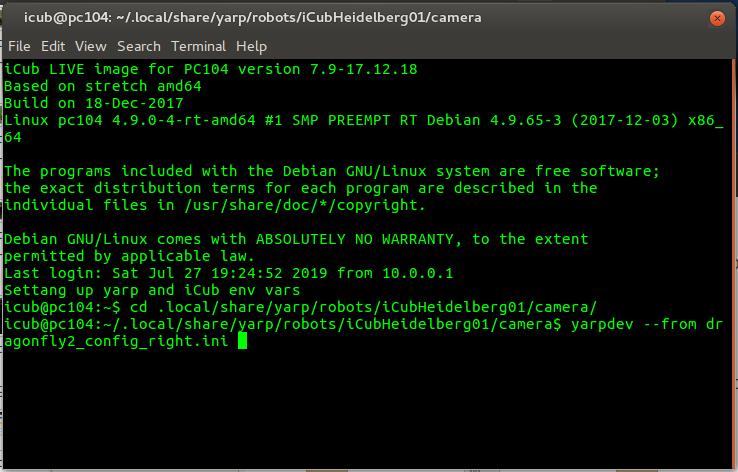 icub@pc104: ~/.local/share/yarp/robots/iCubHeidelberg01/camera
File Edit View Search Terminal Help
iCub LIVE image for PC104 version 7.9-17.12.18
Based on stretch amd64
Build on 18-Dec-2017
Linux pc104 4.9.0-4-rt-amd64 #1 SMP PREEMPT RT Debian 4.9.65-3 (2017-12-03) x86_
64
The programs included with the Debian GNU/Linux system are free software;
the exact distribution terms for each program are described in the
individual files in /usr/share/doc/*/copyright.
Debian GNU/Linux comes with ABSOLUTELY NO WARRANTY, to the extent
permitted by applicable law.
Last login: Sat Jul 27 19:24:52 2019 from 10.0.0.1
Settang up yarp and iCub env vars
icub@pc104:~$ cd .local/share/yarp/robots/iCubHeidelberg01/camera/
icub@pc104:~/.local/share/yarp/robots/iCubHeidelberg01/camera$ yarpdev --from dr
agonfly2_config_right.ini